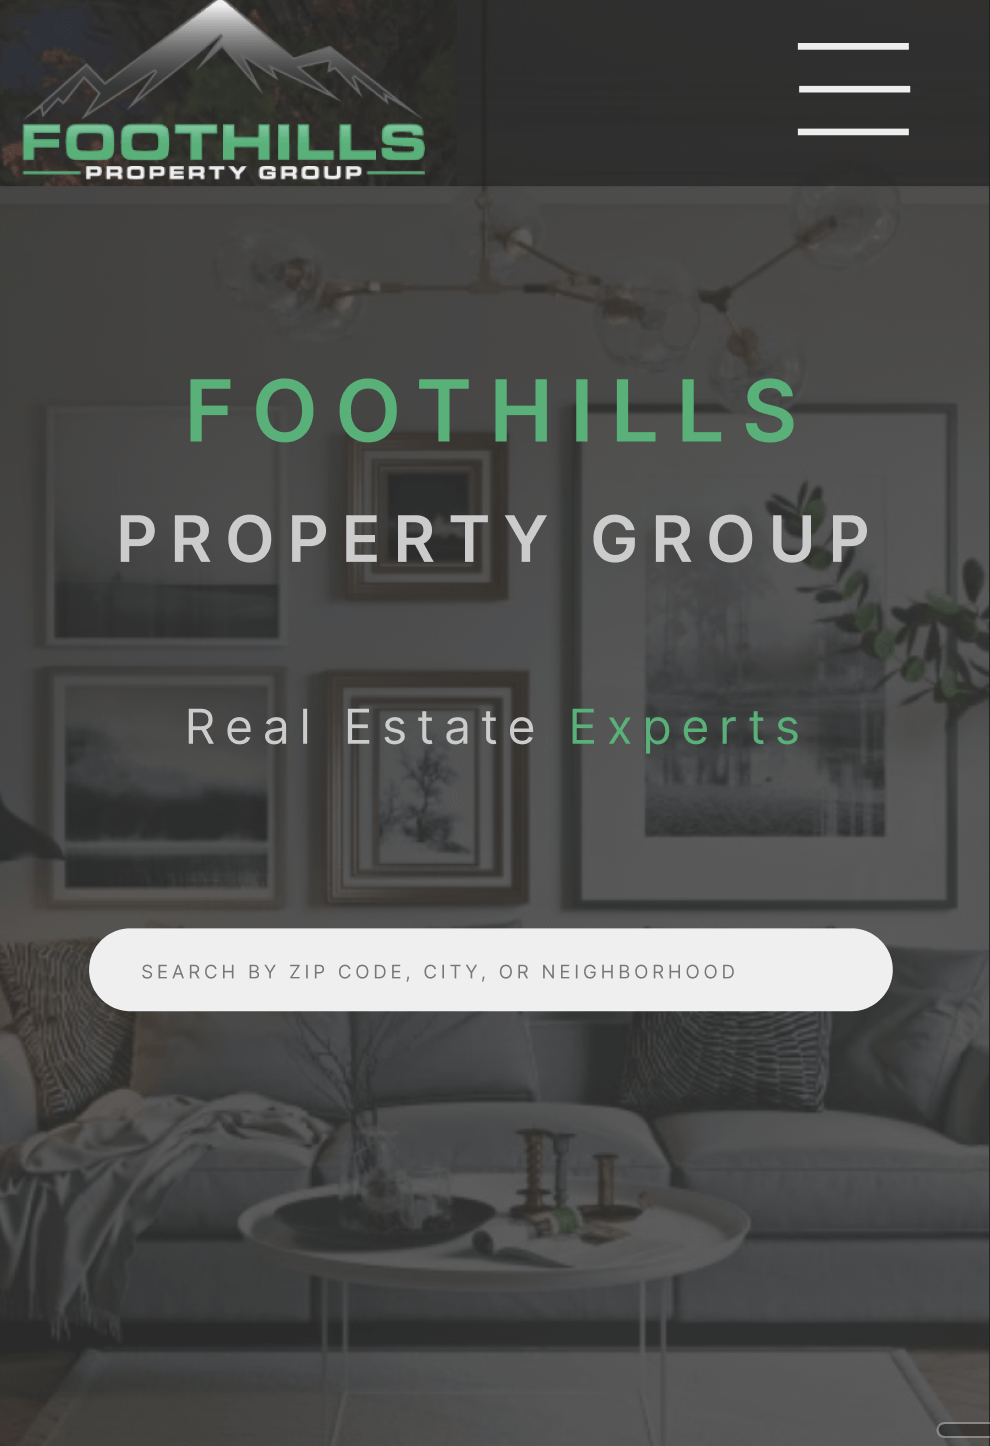 FOOTHILLS
PROPERTY GROUP
FOOTHILLS
PROPERTY GROUP
Real Estate Experts
SEARCH BY ZIP CODE, CITY, OR NEIGHBORHOOD